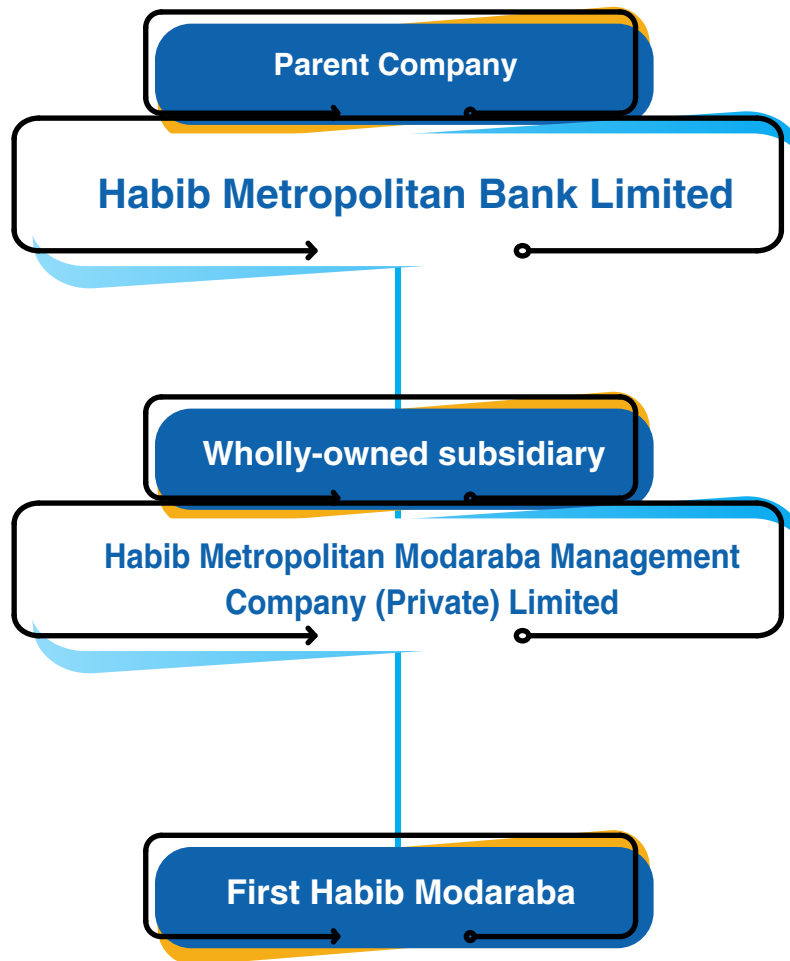 Parent Company
Habib Metropolitan Bank Limited
Wholly-owned subsidiary
Habib Metropolitan Modaraba Management
Company (Private) Limited
First Habib Modaraba